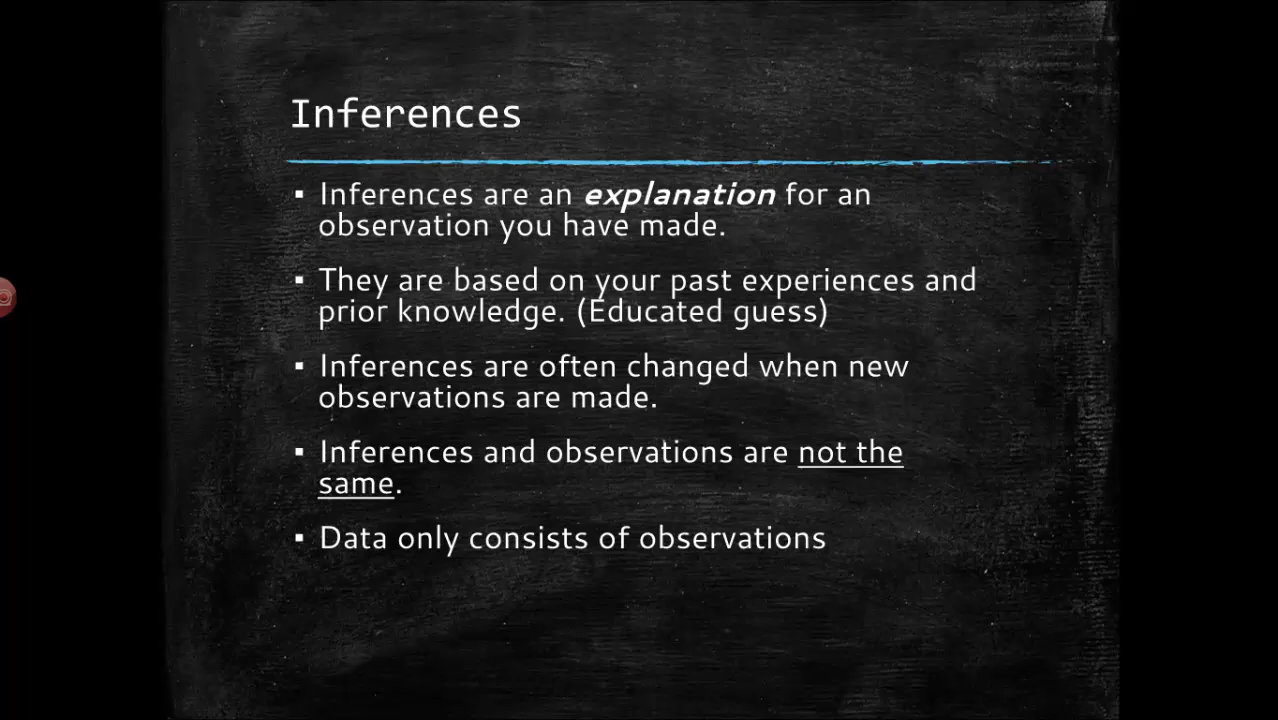 Inferences
▪ Inferences are an explanation for an
observation you have made.
▪ They are based on your past experiences and
prior knowledge. (Educated guess)
▪ Inferences are often changed when new
observations are made.
▪ Inferences and observations are not the
same.
▪ Data only consists of observations